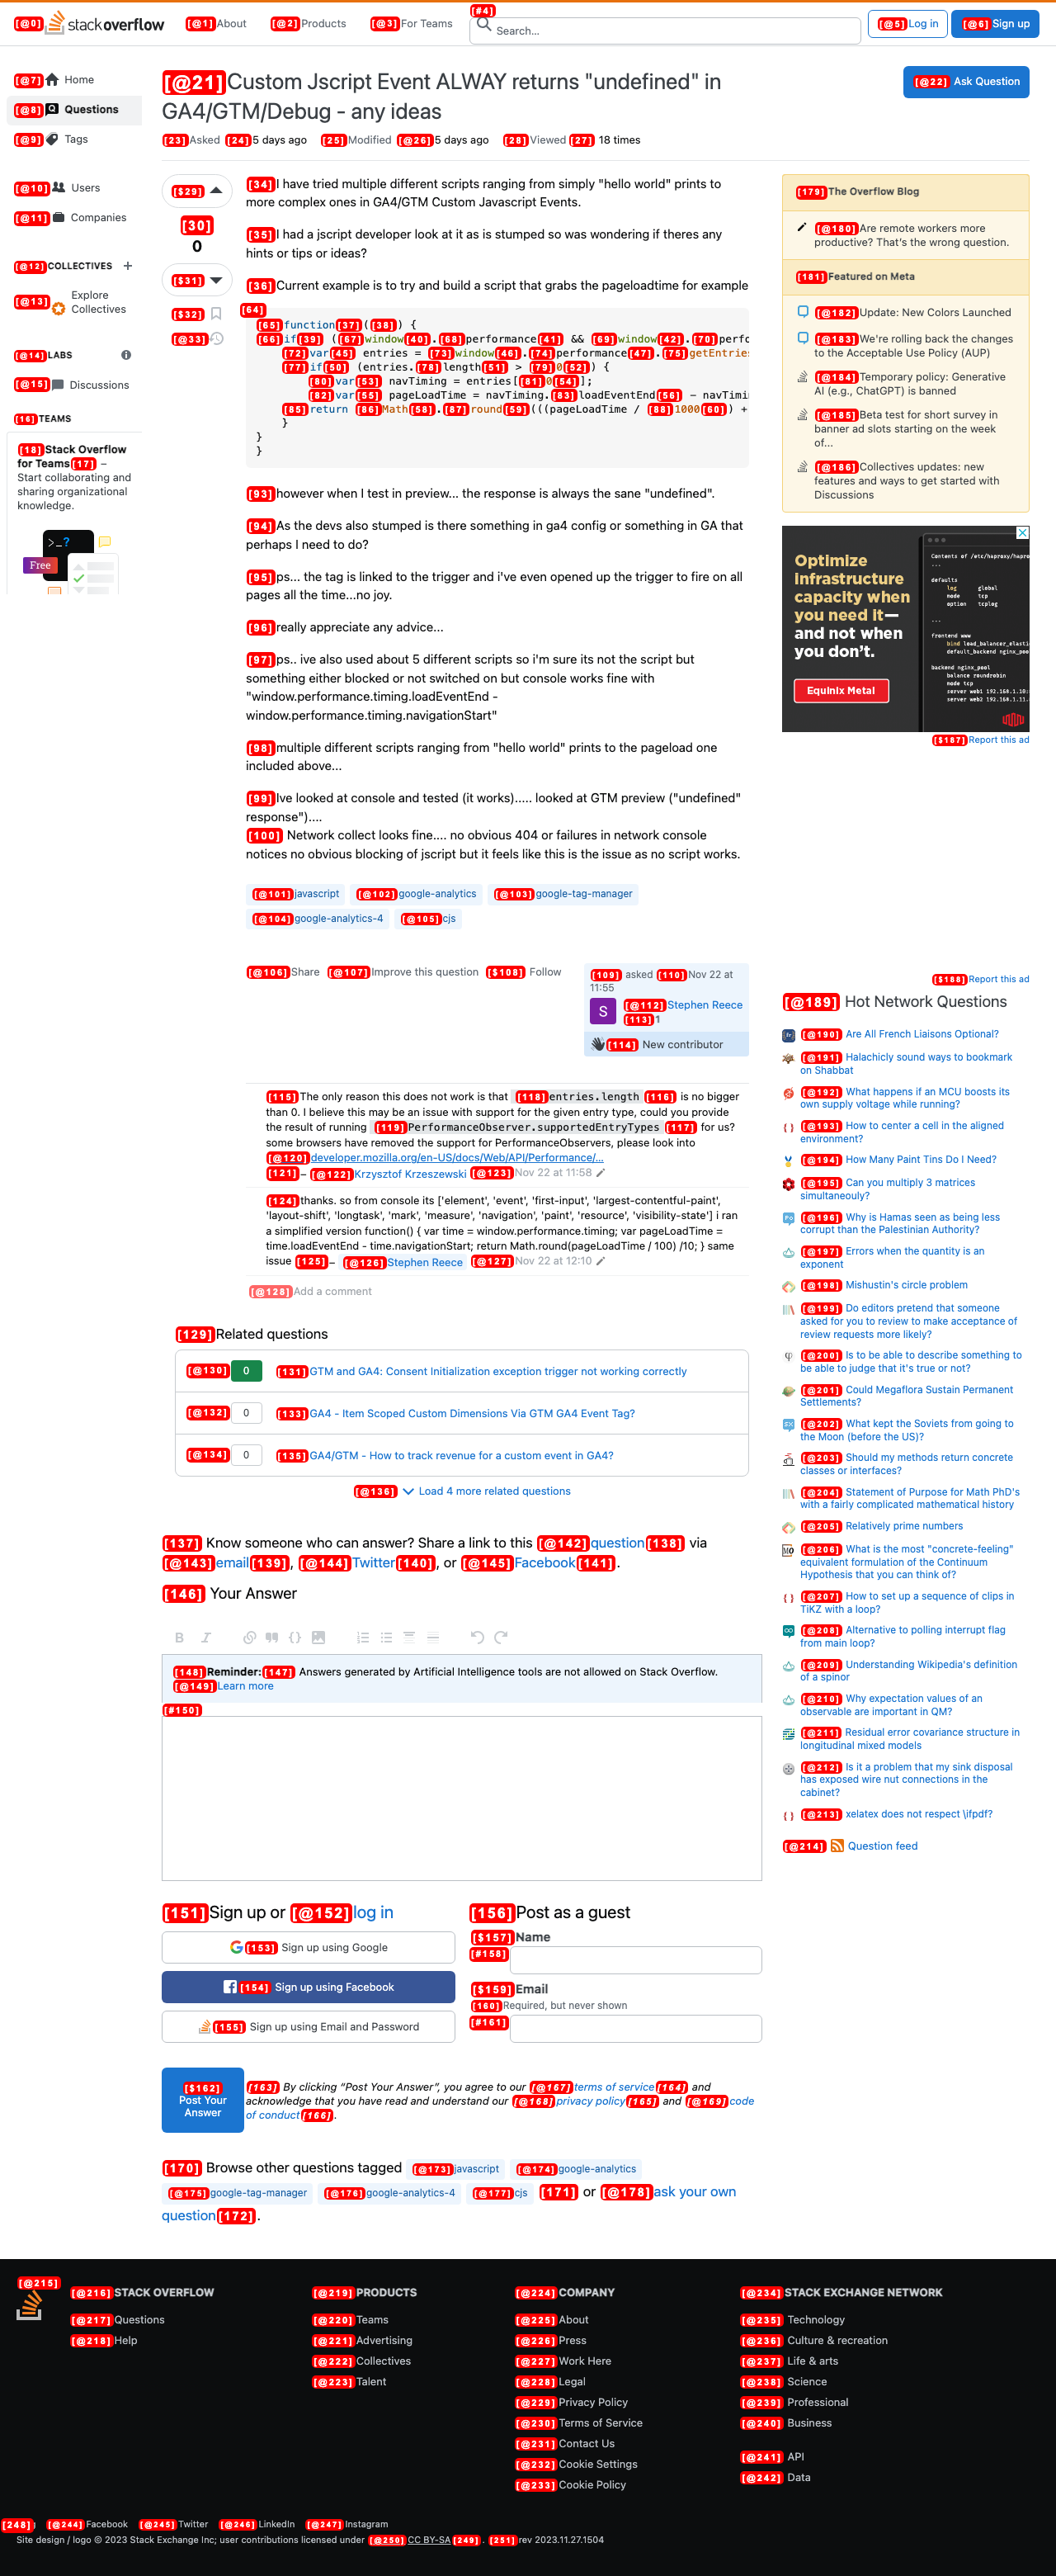 [@0] stackoverflow [@1]About [@2]Products [@3]For Teams [#4] Search... [@5]Log in [@6]Sign up
[@7] Home
[@8] Questions
[@9] Tags
[@10] Users
[@11] Companies
[@12]COLLECTIVES
[@13] Explore
Collectives
[@14]LABS
[@15] Discussions
[16]TEAMS
[18]Stack Overflow
for Teams[17] –
Start collaborating and
sharing organizational
knowledge.
>_?
Free
[@21]Custom Jscript Event ALWAY returns "undefined" in
GA4/GTM/Debug - any ideas
[@22] Ask Question
[23]Asked [24]5 days ago [25]Modified [@26]5 days ago [28]Viewed [27] 18 times
[$29]
[30]
0
[$31]
[$32]
[@33]
[34]I have tried multiple different scripts ranging from simply "hello world" prints to
more complex ones in GA4/GTM Custom Javascript Events.
[35]I had a jscript developer look at it as is stumped so was wondering if theres any
hints or tips or ideas?
[36]Current example is to try and build a script that grabs the pageloadtime for example
[64]
[65]function[37]([38]) {
[66]if[39] ([67]window[40].[68]performance[41] && [69]window[42].[70]perfor
[72]var[45] entries = [73]window[46].[74]performance[47].[75]getEntries
[77]if[50] (entries.[78]length[51] > [79]0[52]) {
[80]var[53] navTiming = entries[[81]0[54]];
[82]var[55] pageLoadTime = navTiming.[83]loadEventEnd[56] - navTimin
[85]return [86]Math[58].[87]round[59](((pageLoadTime / [88]1000[60]) +
}
}
}
[93]however when I test in preview... the response is always the sane "undefined".
[94]As the devs also stumped is there something in ga4 config or something in GA that
perhaps I need to do?
[95]ps... the tag is linked to the trigger and i've even opened up the trigger to fire on all
pages all the time...no joy.
[96]really appreciate any advice...
[97]ps.. ive also used about 5 different scripts so i'm sure its not the script but
something either blocked or not switched on but console works fine with
"window.performance.timing.loadEventEnd -
window.performance.timing.navigationStart"
[98]multiple different scripts ranging from "hello world" prints to the pageload one
included above...
[99]Ive looked at console and tested (it works)..... looked at GTM preview ("undefined"
response")....
[100] Network collect looks fine.... no obvious 404 or failures in network console
notices no obvious blocking of jscript but it feels like this is the issue as no script works.
[@101]javascript [@102]google-analytics [@103]google-tag-manager
[@104]google-analytics-4 [@105]cjs
[@106]Share [@107]Improve this question [$108] Follow
[109] asked [110]Nov 22 at
11:55
S
[@112]Stephen Reece
[113]1
[114] New contributor
[115]The only reason this does not work is that [118]entries.length [116] is no bigger
than 0. I believe this may be an issue with support for the given entry type, could you provide
the result of running [119]PerformanceObserver.supportedEntryTypes [117] for us?
some browsers have removed the support for PerformanceObservers, please look into
[@120]developer.mozilla.org/en-US/docs/Web/API/Performance/…
[121]– [@122]Krzysztof Krzeszewski [@123]Nov 22 at 11:58
[124]thanks. so from console its ['element', 'event', 'first-input', 'largest-contentful-paint',
'layout-shift', 'longtask', 'mark', 'measure', 'navigation', 'paint', 'resource', 'visibility-state'] i ran
a simplified version function() { var time = window.performance.timing; var pageLoadTime =
time.loadEventEnd - time.navigationStart; return Math.round(pageLoadTime / 100) /10; } same
issue [125]– [@126]Stephen Reece [@127]Nov 22 at 12:10
[@128]Add a comment
[129]Related questions
[@130] 0 [@131]GTM and GA4: Consent Initialization exception trigger not working correctly
[@132] 0 [@133]GA4 - Item Scoped Custom Dimensions Via GTM GA4 Event Tag?
[@134] 0 [@135]GA4/GTM - How to track revenue for a custom event in GA4?
[@136] Load 4 more related questions
[137] Know someone who can answer? Share a link to this [@142]question[138] via
[@143]email[139], [@144]Twitter[140], or [@145]Facebook[141].
[146] Your Answer
B I
[148]Reminder:[147] Answers generated by Artificial Intelligence tools are not allowed on Stack Overflow.
[@149]Learn more
[#150]
[151]Sign up or [@152]log in
[153] Sign up using Google
[154] Sign up using Facebook
[155] Sign up using Email and Password
[156]Post as a guest
[$157]Name
[#158]
[$159]Email
[160]Required, but never shown
[#161]
[$162]
Post Your
Answer
[163] By clicking “Post Your Answer”, you agree to our [@167]terms of service[164] and
acknowledge that you have read and understand our [@168]privacy policy[165] and [@169]code
of conduct[166].
[170] Browse other questions tagged [@173]javascript [@174]google-analytics
[@175]google-tag-manager [@176]google-analytics-4 [@177]cjs [171] or [@178]ask your own
question[172].
[179]The Overflow Blog
[@180]Are remote workers more
productive? That’s the wrong question.
[181]Featured on Meta
[@182]Update: New Colors Launched
[@183]We're rolling back the changes
to the Acceptable Use Policy (AUP)
[@184]Temporary policy: Generative
AI (e.g., ChatGPT) is banned
[@185]Beta test for short survey in
banner ad slots starting on the week
of…
[@186]Collectives updates: new
features and ways to get started with
Discussions
Optimize
infrastructure
capacity when
you need it—
and not when
you don’t.
Equinix Metal
Contents of /etc/haproxy/hapro
...
defaults
log global
mode tcp
option tcplog
...
frontend www
bind load_balancer_elasti
default_backend nginx_poo
backend nginx_pool
balance roundrobin
mode tcp
server web1 192.168.1.10:
server web2 192.168.1.11:
[$187]Report this ad
[$188]Report this ad
[@189] Hot Network Questions
[@190] Are All French Liaisons Optional?
[@191] Halachicly sound ways to bookmark
on Shabbat
[@192] What happens if an MCU boosts its
own supply voltage while running?
[@193] How to center a cell in the aligned
environment?
[@194] How Many Paint Tins Do I Need?
[@195] Can you multiply 3 matrices
simultaneouly?
[@196] Why is Hamas seen as being less
corrupt than the Palestinian Authority?
[@197] Errors when the quantity is an
exponent
[@198] Mishustin's circle problem
[@199] Do editors pretend that someone
asked for you to review to make acceptance of
review requests more likely?
[@200] Is to be able to describe something to
be able to judge that it's true or not?
[@201] Could Megaflora Sustain Permanent
Settlements?
[@202] What kept the Soviets from going to
the Moon (before the US)?
[@203] Should my methods return concrete
classes or interfaces?
[@204] Statement of Purpose for Math PhD's
with a fairly complicated mathematical history
[@205] Relatively prime numbers
[@206] What is the most "concrete-feeling"
equivalent formulation of the Continuum
Hypothesis that you can think of?
[@207] How to set up a sequence of clips in
TiKZ with a loop?
[@208] Alternative to polling interrupt flag
from main loop?
[@209] Understanding Wikipedia's definition
of a spinor
[@210] Why expectation values of an
observable are important in QM?
[@211] Residual error covariance structure in
longitudinal mixed models
[@212] Is it a problem that my sink disposal
has exposed wire nut connections in the
cabinet?
[@213] xelatex does not respect \ifpdf?
[@214] Question feed
[@215]
[@216]STACK OVERFLOW
[@217]Questions
[@218]Help
[@219]PRODUCTS
[@220]Teams
[@221]Advertising
[@222]Collectives
[@223]Talent
[@224]COMPANY
[@225]About
[@226]Press
[@227]Work Here
[@228]Legal
[@229]Privacy Policy
[@230]Terms of Service
[@231]Contact Us
[@232]Cookie Settings
[@233]Cookie Policy
[@234]STACK EXCHANGE NETWORK
[@235] Technology
[@236] Culture & recreation
[@237] Life & arts
[@238] Science
[@239] Professional
[@240] Business
[@241] API
[@242] Data
[248] [@244]Facebook [@245]Twitter [@246]LinkedIn [@247]Instagram
Site design / logo © 2023 Stack Exchange Inc; user contributions licensed under [@250]CC BY-SA[249]. [251]rev 2023.11.27.1504